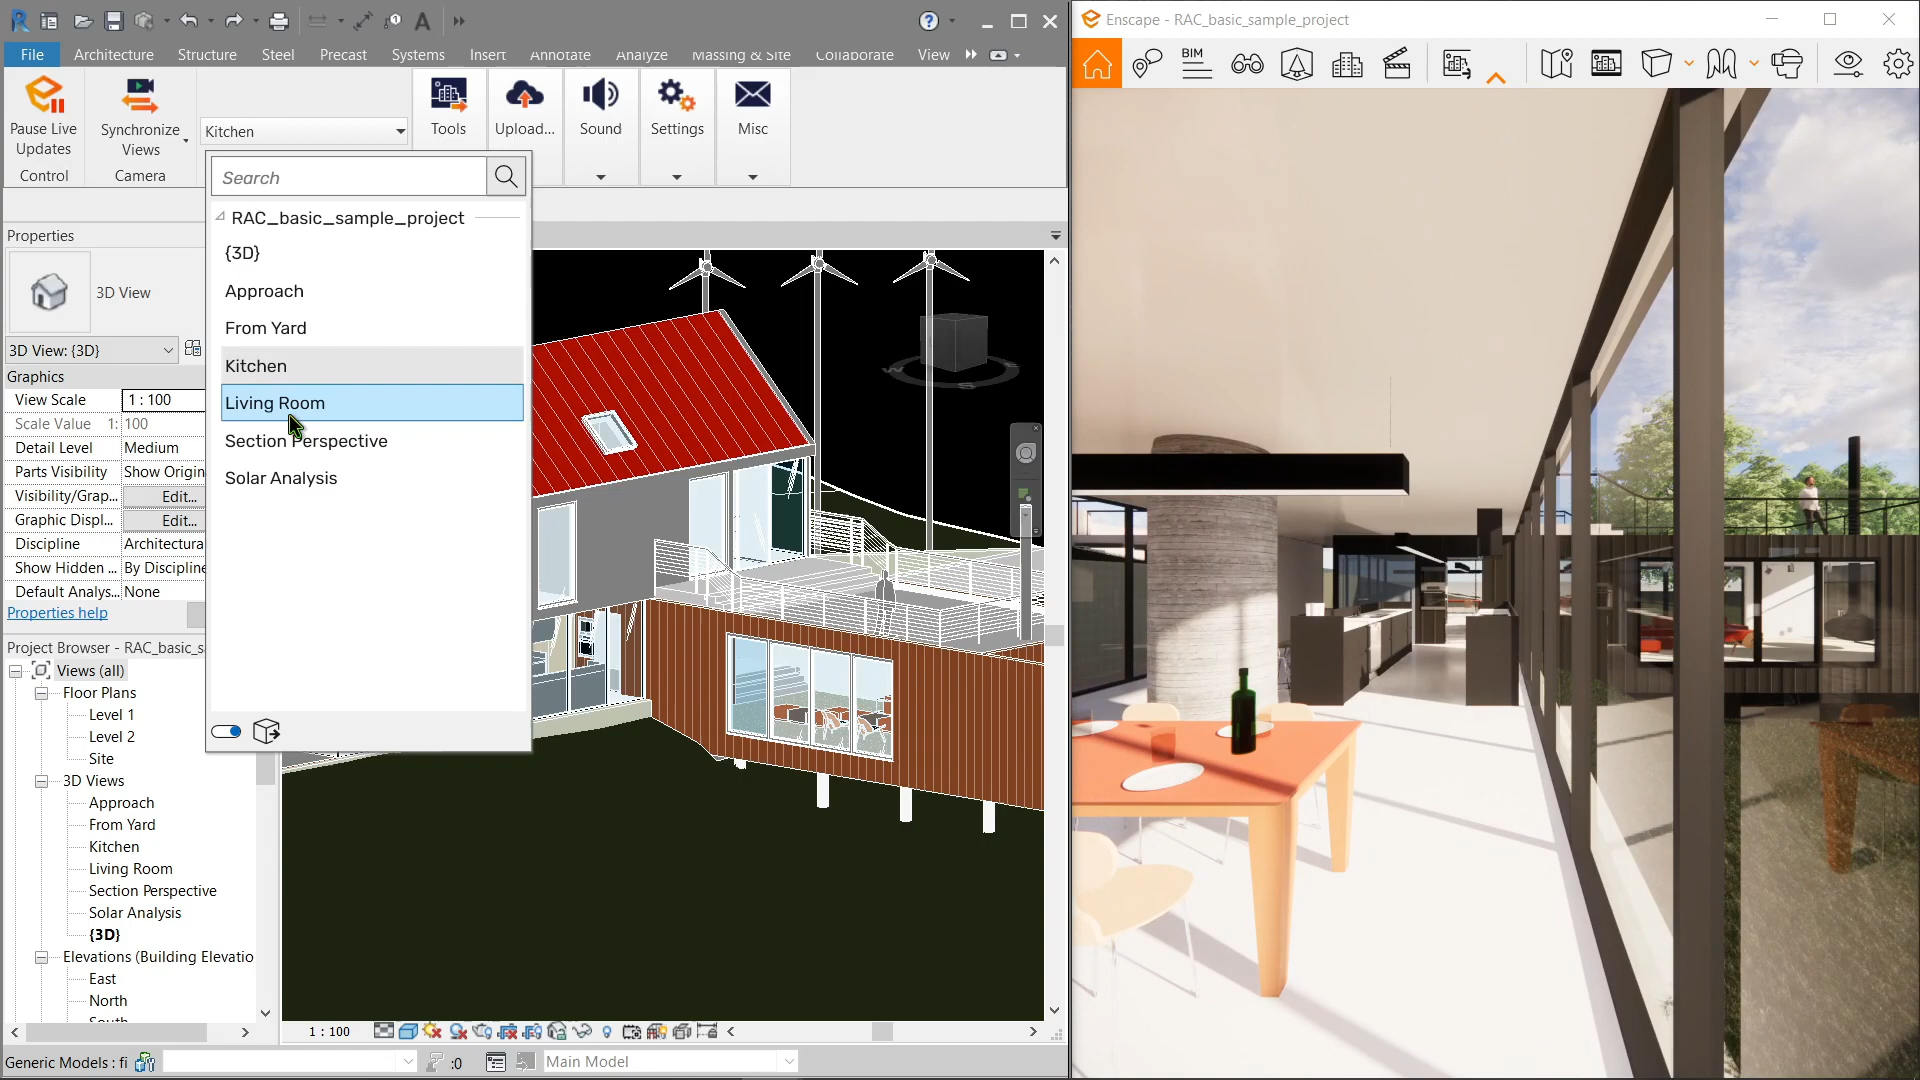 Enscape - RAC_basic_sample_project
File Architecture Structure Steel Precast Systems Insert Annotate Analyze Massing & Site Collaborate View
BIM
Pause Live
Updates
Control
Synchronize
Views
Camera
Kitchen
Tools
Upload...
Sound
Settings
Misc
Search
RAC_basic_sample_project
{3D}
Approach
From Yard
Kitchen
Living Room
Section Perspective
Solar Analysis
Properties
3D View
3D View: {3D}
Graphics
View Scale 1 : 100
Scale Value 1: 100
Detail Level Medium
Parts Visibility Show Origin
Visibility/Grap... Edit...
Graphic Displ... Edit...
Discipline Architectura
Show Hidden ... By Discipline
Default Analys... None
Properties help
Project Browser - RAC_basic_s
Views (all)
Floor Plans
Level 1
Level 2
Site
3D Views
Approach
From Yard
Kitchen
Living Room
Section Perspective
Solar Analysis
{3D}
Elevations (Building Elevatio
East
North
South
W S
1 : 100
Generic Models : fi
:0
Main Model